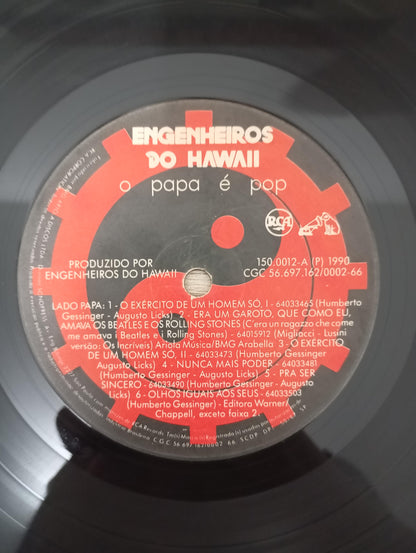 ENGENHEIROS
DO HAWAII
o papa é pop
RCA
PRODUZIDO POR
ENGENHEIROS DO HAWAII
150.0012-A (P) 1990
CGC 56.697.162/0002-66
LADO PAPA: 1 - O EXÉRCITO DE UM HOMEM SÓ, I - 64033465 (Humberto
Gessinger - Augusto Licks) 2 - ERA UM GAROTO, QUE COMO EU,
AMAVA OS BEATLES E OS ROLLING STONES (C'era un ragazzo che come
me amava i Beatles e i Rolling Stones) - 64015912 (Migliacci - Lusini
versão: Os Incríveis) Ariola Música/BMG Arabella 3 - O EXÉRCITO
DE UM HOMEM SÓ, II - 64033473 (Humberto Gessinger - Augusto
Licks) 4 - NUNCA MAIS PODER - 64033481
(Humberto Gessinger - Augusto Licks) 5 - PRA SER
SINCERO - 64033490 (Humberto Gessinger - Augusto
Licks) 6 - OLHOS IGUAIS AOS SEUS - 64033503
(Humberto Gessinger) - Editora Warner/
Chappell, exceto faixa 2